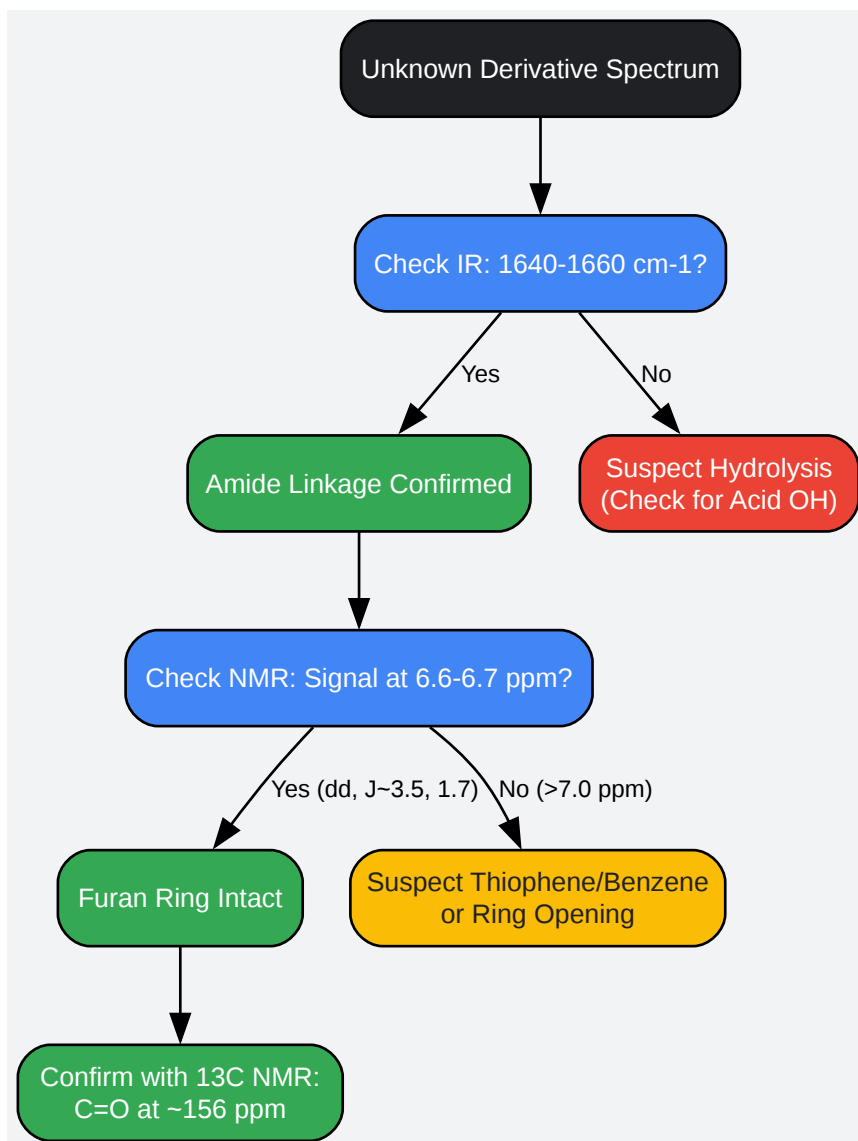 Unknown Derivative Spectrum
Check IR: 1640-1660 cm-1?
Yes
No
Amide Linkage Confirmed
Suspect Hydrolysis
(Check for Acid OH)
Check NMR: Signal at 6.6-6.7 ppm?
Yes (dd, J~3.5, 1.7)
No (>7.0 ppm)
Furan Ring Intact
Suspect Thiophene/Benzene
or Ring Opening
Confirm with 13C NMR:
C=O at ~156 ppm